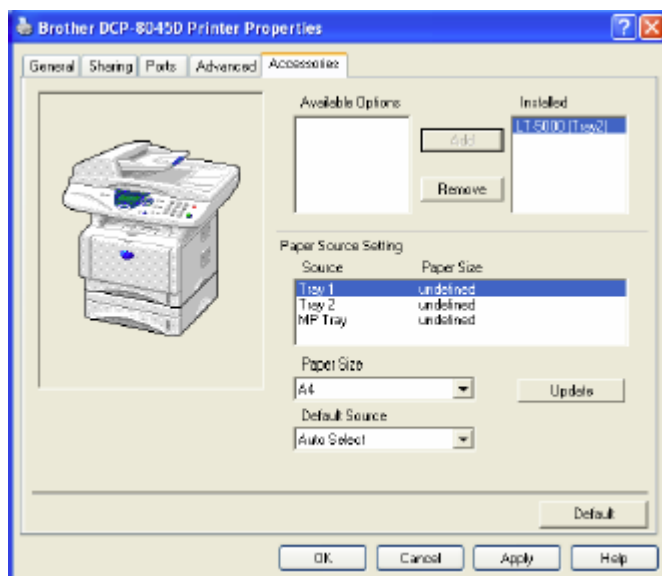 Brother DCP-8045D Printer Properties
General Sharing Ports Advanced Accessories
Available Options Installed
Add LT-5000 (Tray2)
Remove
Paper Source Setting
Source Paper Size
Tray 1 undefined
Tray 2 undefined
MP Tray undefined
Paper Size
A4 Update
Default Source
Auto Select
Default
OK Cancel Apply Help